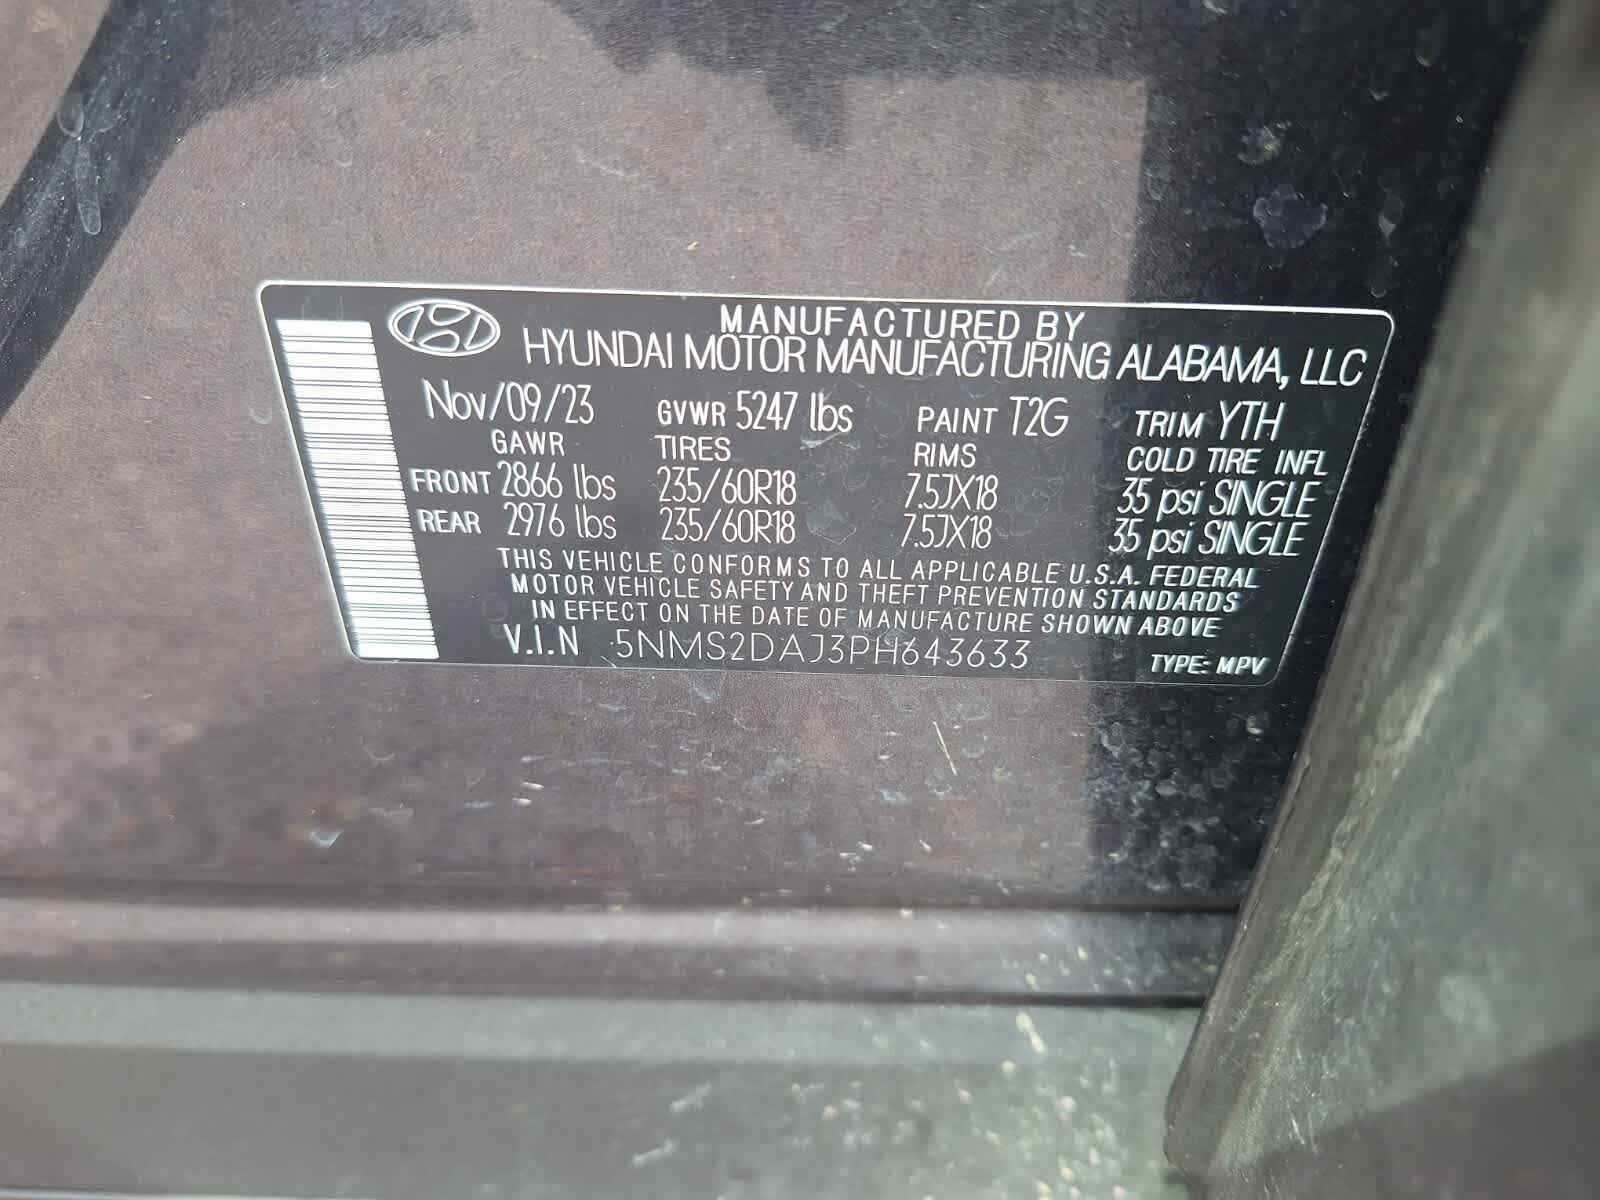 MANUFACTURED BY
HYUNDAI MOTOR MANUFACTURING ALABAMA, LLC
Nov/09/23 GVWR 5247 lbs PAINT T2G TRIM YTH
GAWR TIRES RIMS COLD TIRE INFL
FRONT 2866 lbs 235/60R18 7.5JX18 35 psi SINGLE
REAR 2976 lbs 235/60R18 7.5JX18 35 psi SINGLE
THIS VEHICLE CONFORMS TO ALL APPLICABLE U.S.A. FEDERAL
MOTOR VEHICLE SAFETY AND THEFT PREVENTION STANDARDS
IN EFFECT ON THE DATE OF MANUFACTURE SHOWN ABOVE
V.I.N 5NMS2DAJ3PH643633 TYPE: MPV